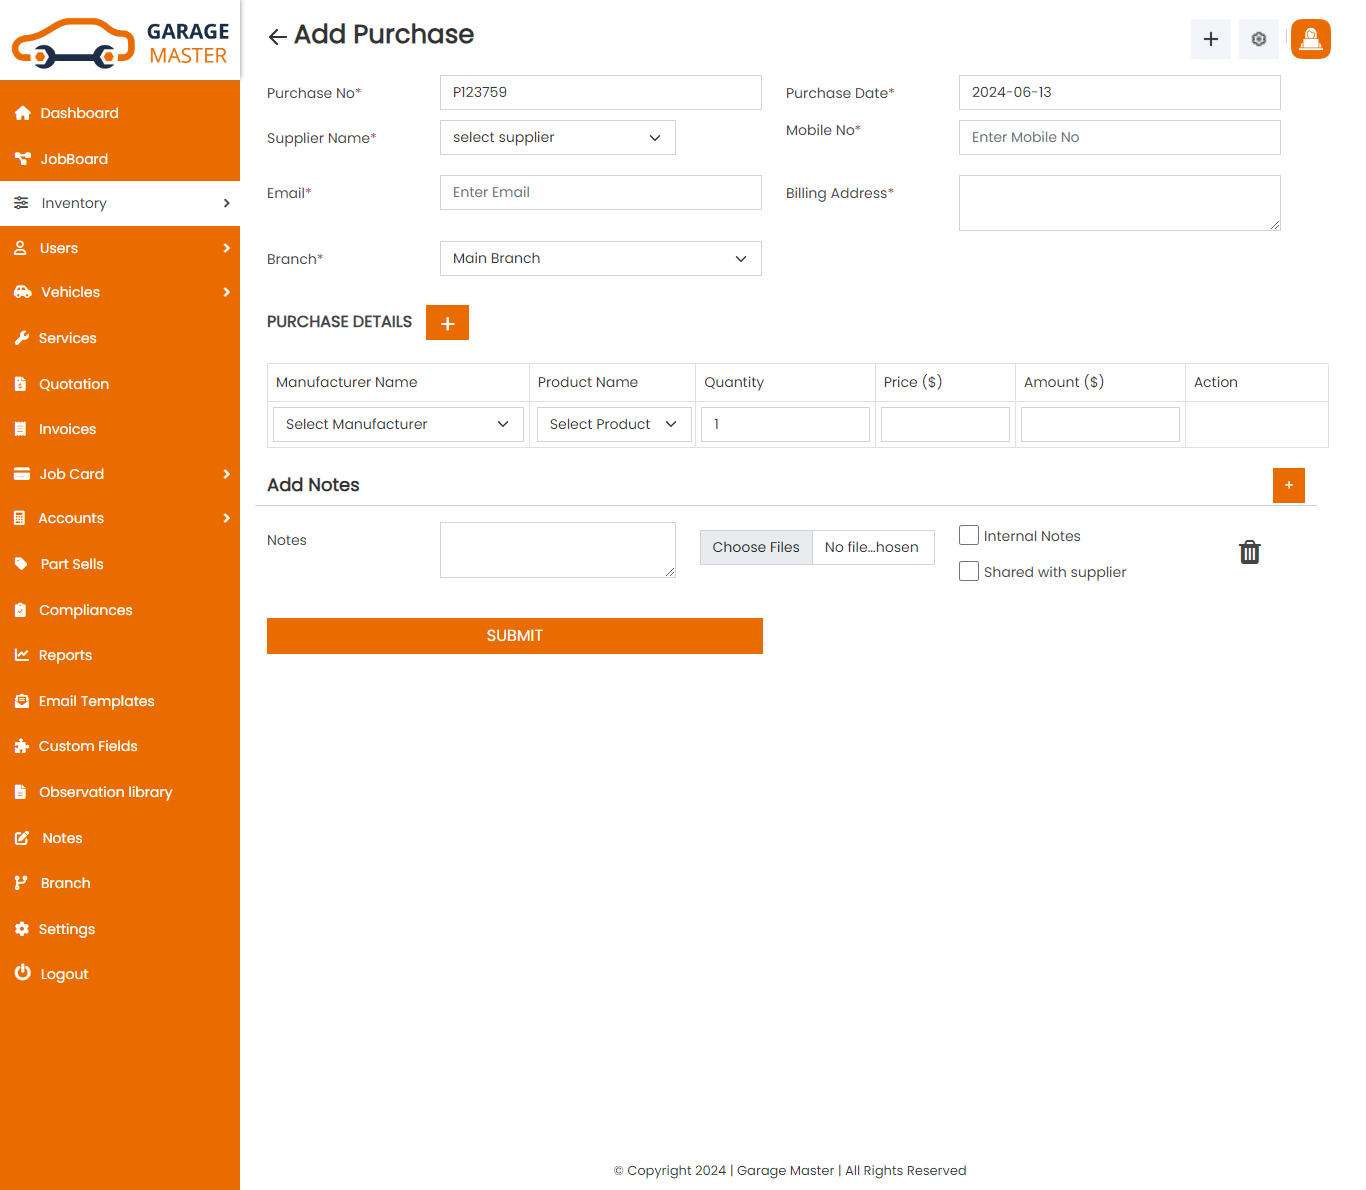 GARAGE
MASTER
Dashboard
JobBoard
Inventory
Users
Vehicles
Services
Quotation
Invoices
Job Card
Accounts
Part Sells
Compliances
Reports
Email Templates
Custom Fields
Observation library
Notes
Branch
Settings
Logout
Add Purchase
Purchase No* P123759 Purchase Date* 2024-06-13
Supplier Name* select supplier Mobile No* Enter Mobile No
Email* Enter Email Billing Address*
Branch* Main Branch
PURCHASE DETAILS +
Manufacturer Name Product Name Quantity Price ($) Amount ($) Action
Select Manufacturer Select Product 1
Add Notes +
Notes Choose Files No file...hosen Internal Notes
Shared with supplier
SUBMIT
© Copyright 2024 | Garage Master | All Rights Reserved